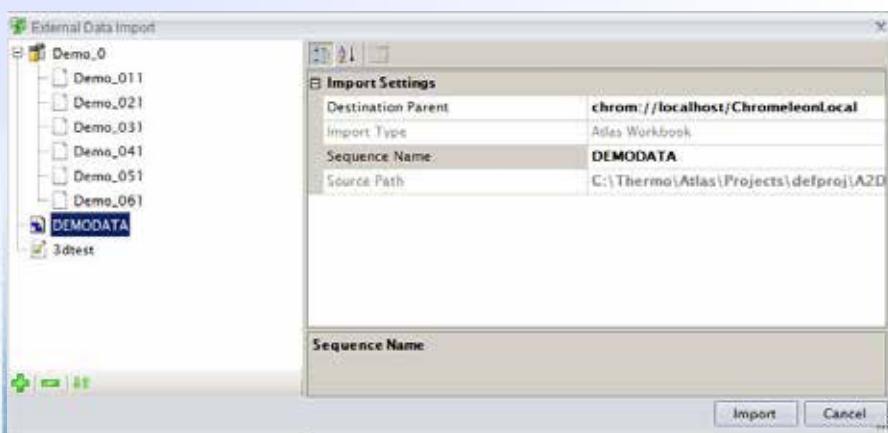 External Data Import
Demo_0
Demo_011
Demo_021
Demo_031
Demo_041
Demo_051
Demo_061
DEMODATA
3dtest
Import Settings
Destination Parent chrom://localhost/ChromeleonLocal
Import Type Atlas Workbook
Sequence Name DEMODATA
Source Path C:\Thermo\Atlas\Projects\defproj\A2D
Sequence Name
Import Cancel